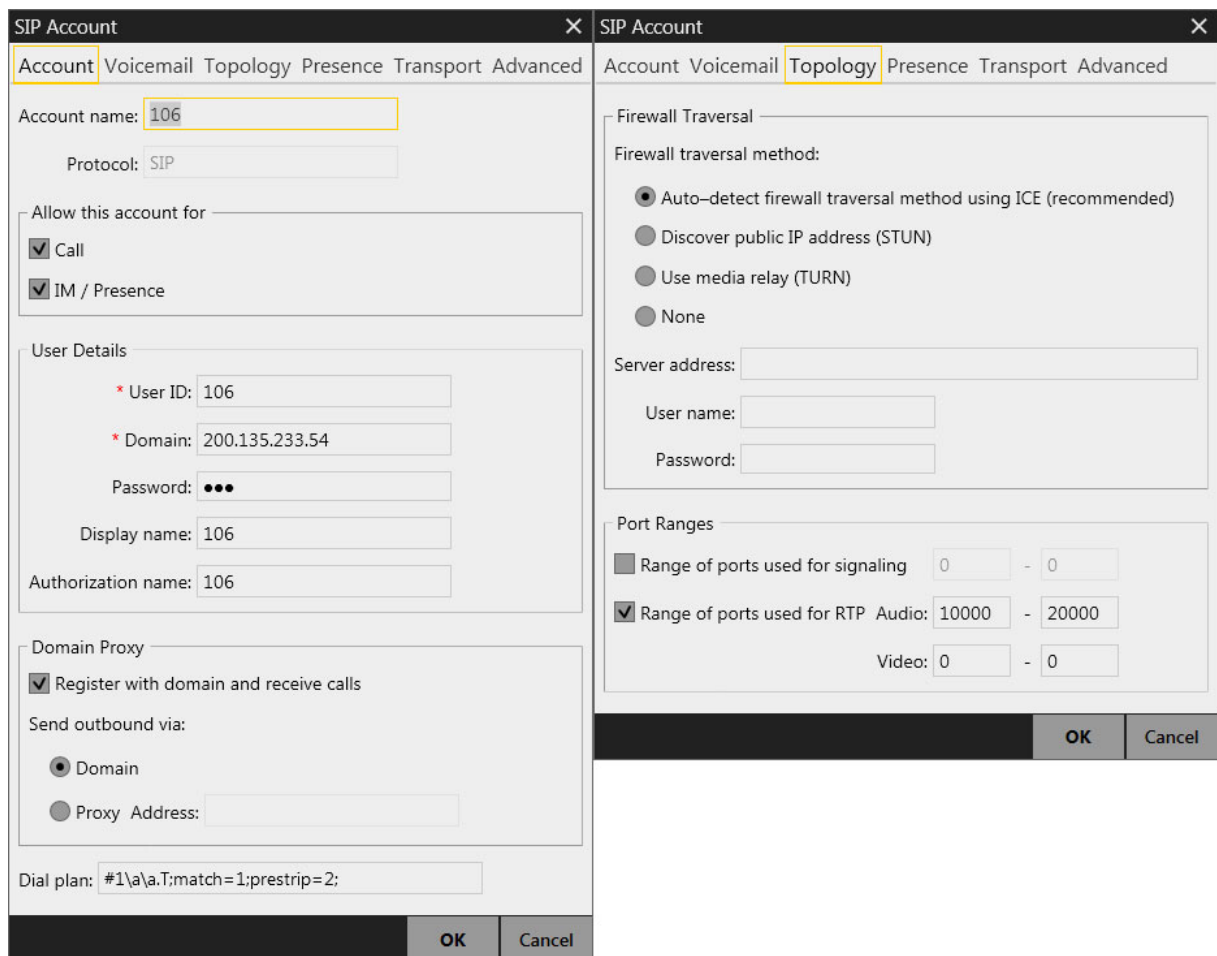 SIP Account
Account Voicemail Topology Presence Transport Advanced
Account name: 106
Protocol: SIP
Allow this account for
Call
IM / Presence
User Details
* User ID: 106
* Domain: 200.135.233.54
Password: •••
Display name: 106
Authorization name: 106
Domain Proxy
Register with domain and receive calls
Send outbound via:
Domain
Proxy Address:
Dial plan: #1\a\a.T;match=1;prestrip=2;
OK Cancel
SIP Account
Account Voicemail Topology Presence Transport Advanced
Firewall Traversal
Firewall traversal method:
Auto–detect firewall traversal method using ICE (recommended)
Discover public IP address (STUN)
Use media relay (TURN)
None
Server address:
User name:
Password:
Port Ranges
Range of ports used for signaling 0 - 0
Range of ports used for RTP Audio: 10000 - 20000
Video: 0 - 0
OK Cancel